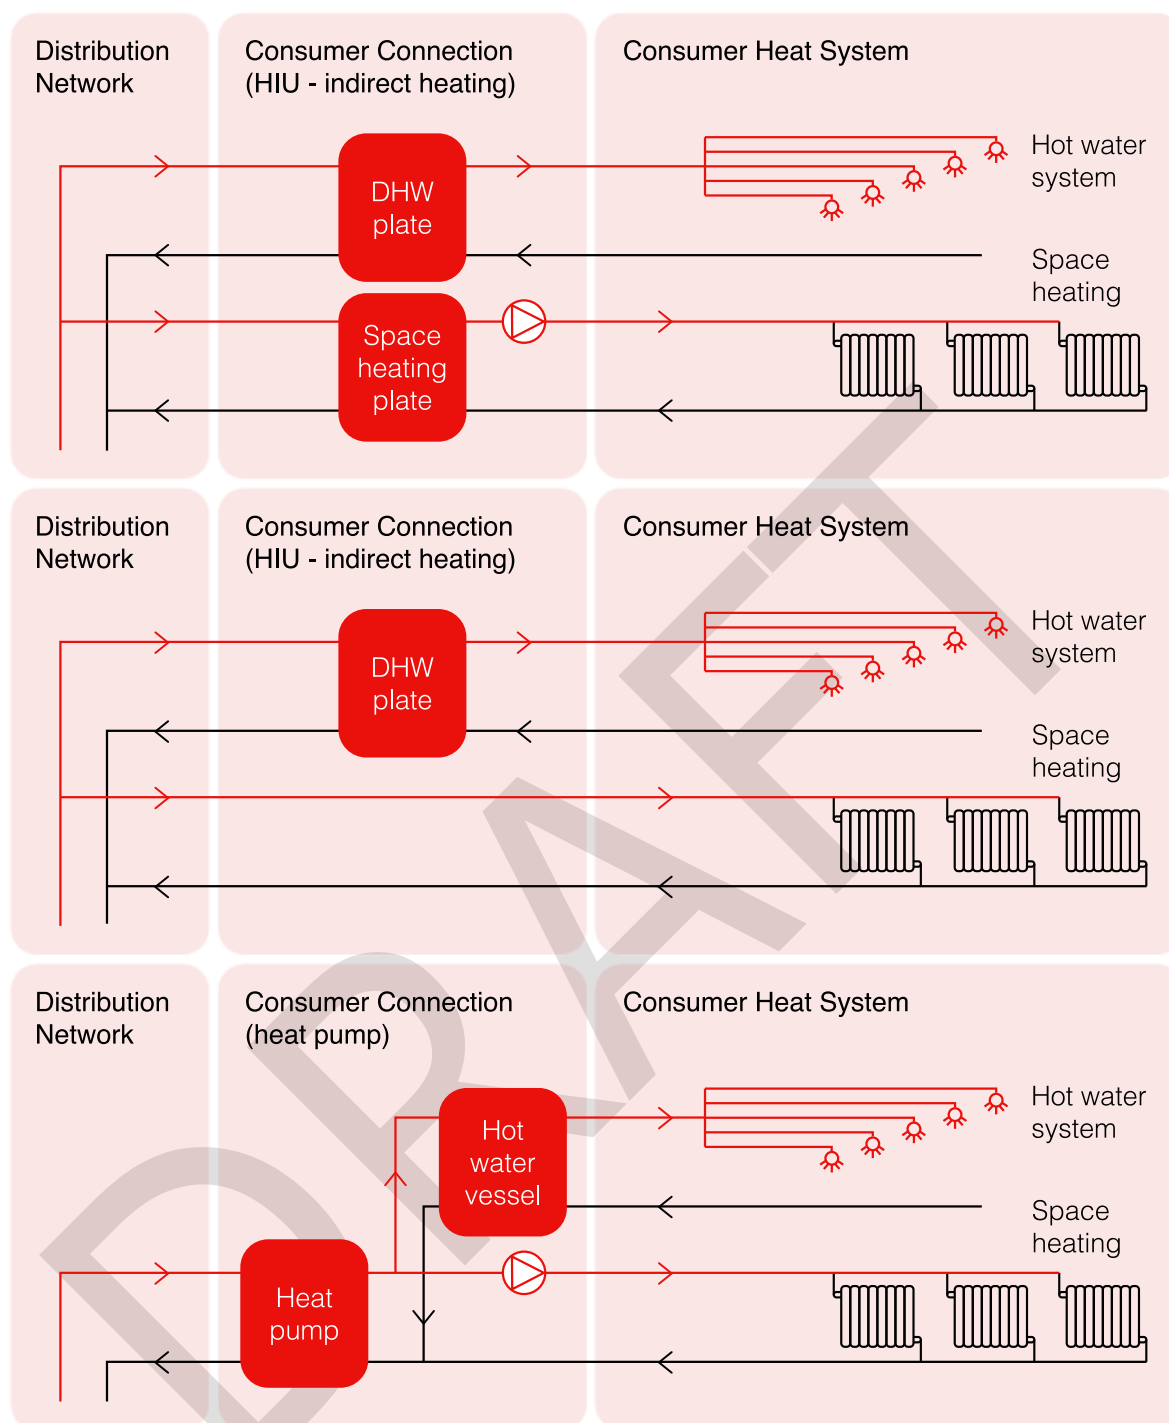 Distribution
Network
Consumer Connection
(HIU - indirect heating)
Consumer Heat System
DHW
plate
Hot water
system
Space
heating
Space
heating
plate
Distribution
Network
Consumer Connection
(HIU - indirect heating)
Consumer Heat System
DHW
plate
Hot water
system
Space
heating
Distribution
Network
Consumer Connection
(heat pump)
Consumer Heat System
Hot
water
vessel
Hot water
system
Space
heating
Heat
pump
DRAFT